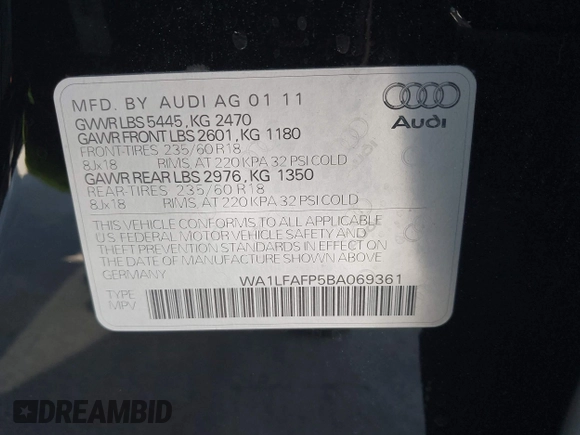 MFD. BY AUDI AG 01 11
GVWR LBS 5445, KG 2470
GAWR FRONT LBS 2601, KG 1180
FRONT-TIRES 235/60 R18
8Jx18 RIMS, AT 220 KPA 32 PSI COLD
GAWR REAR LBS 2976, KG 1350
REAR-TIRES 235/60 R18
8Jx18 RIMS, AT 220 KPA 32 PSI COLD
Audi
THIS VEHICLE CONFORMS TO ALL APPLICABLE
U.S. FEDERAL MOTOR VEHICLE SAFETY AND
THEFT PREVENTION STANDARDS IN EFFECT ON
THE DATE OF MANUFACTURE SHOWN ABOVE
WA1LFAFP5BA069361
TYPE
MPV
DREAMBID